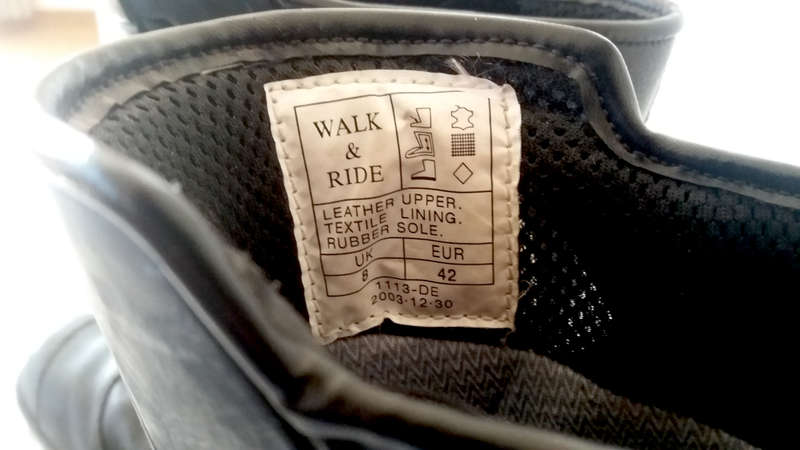 WALK
&
RIDE
LEATHER UPPER.
TEXTILE LINING.
RUBBER SOLE.
UK EUR
8 42
1113-DE
2003·12·30